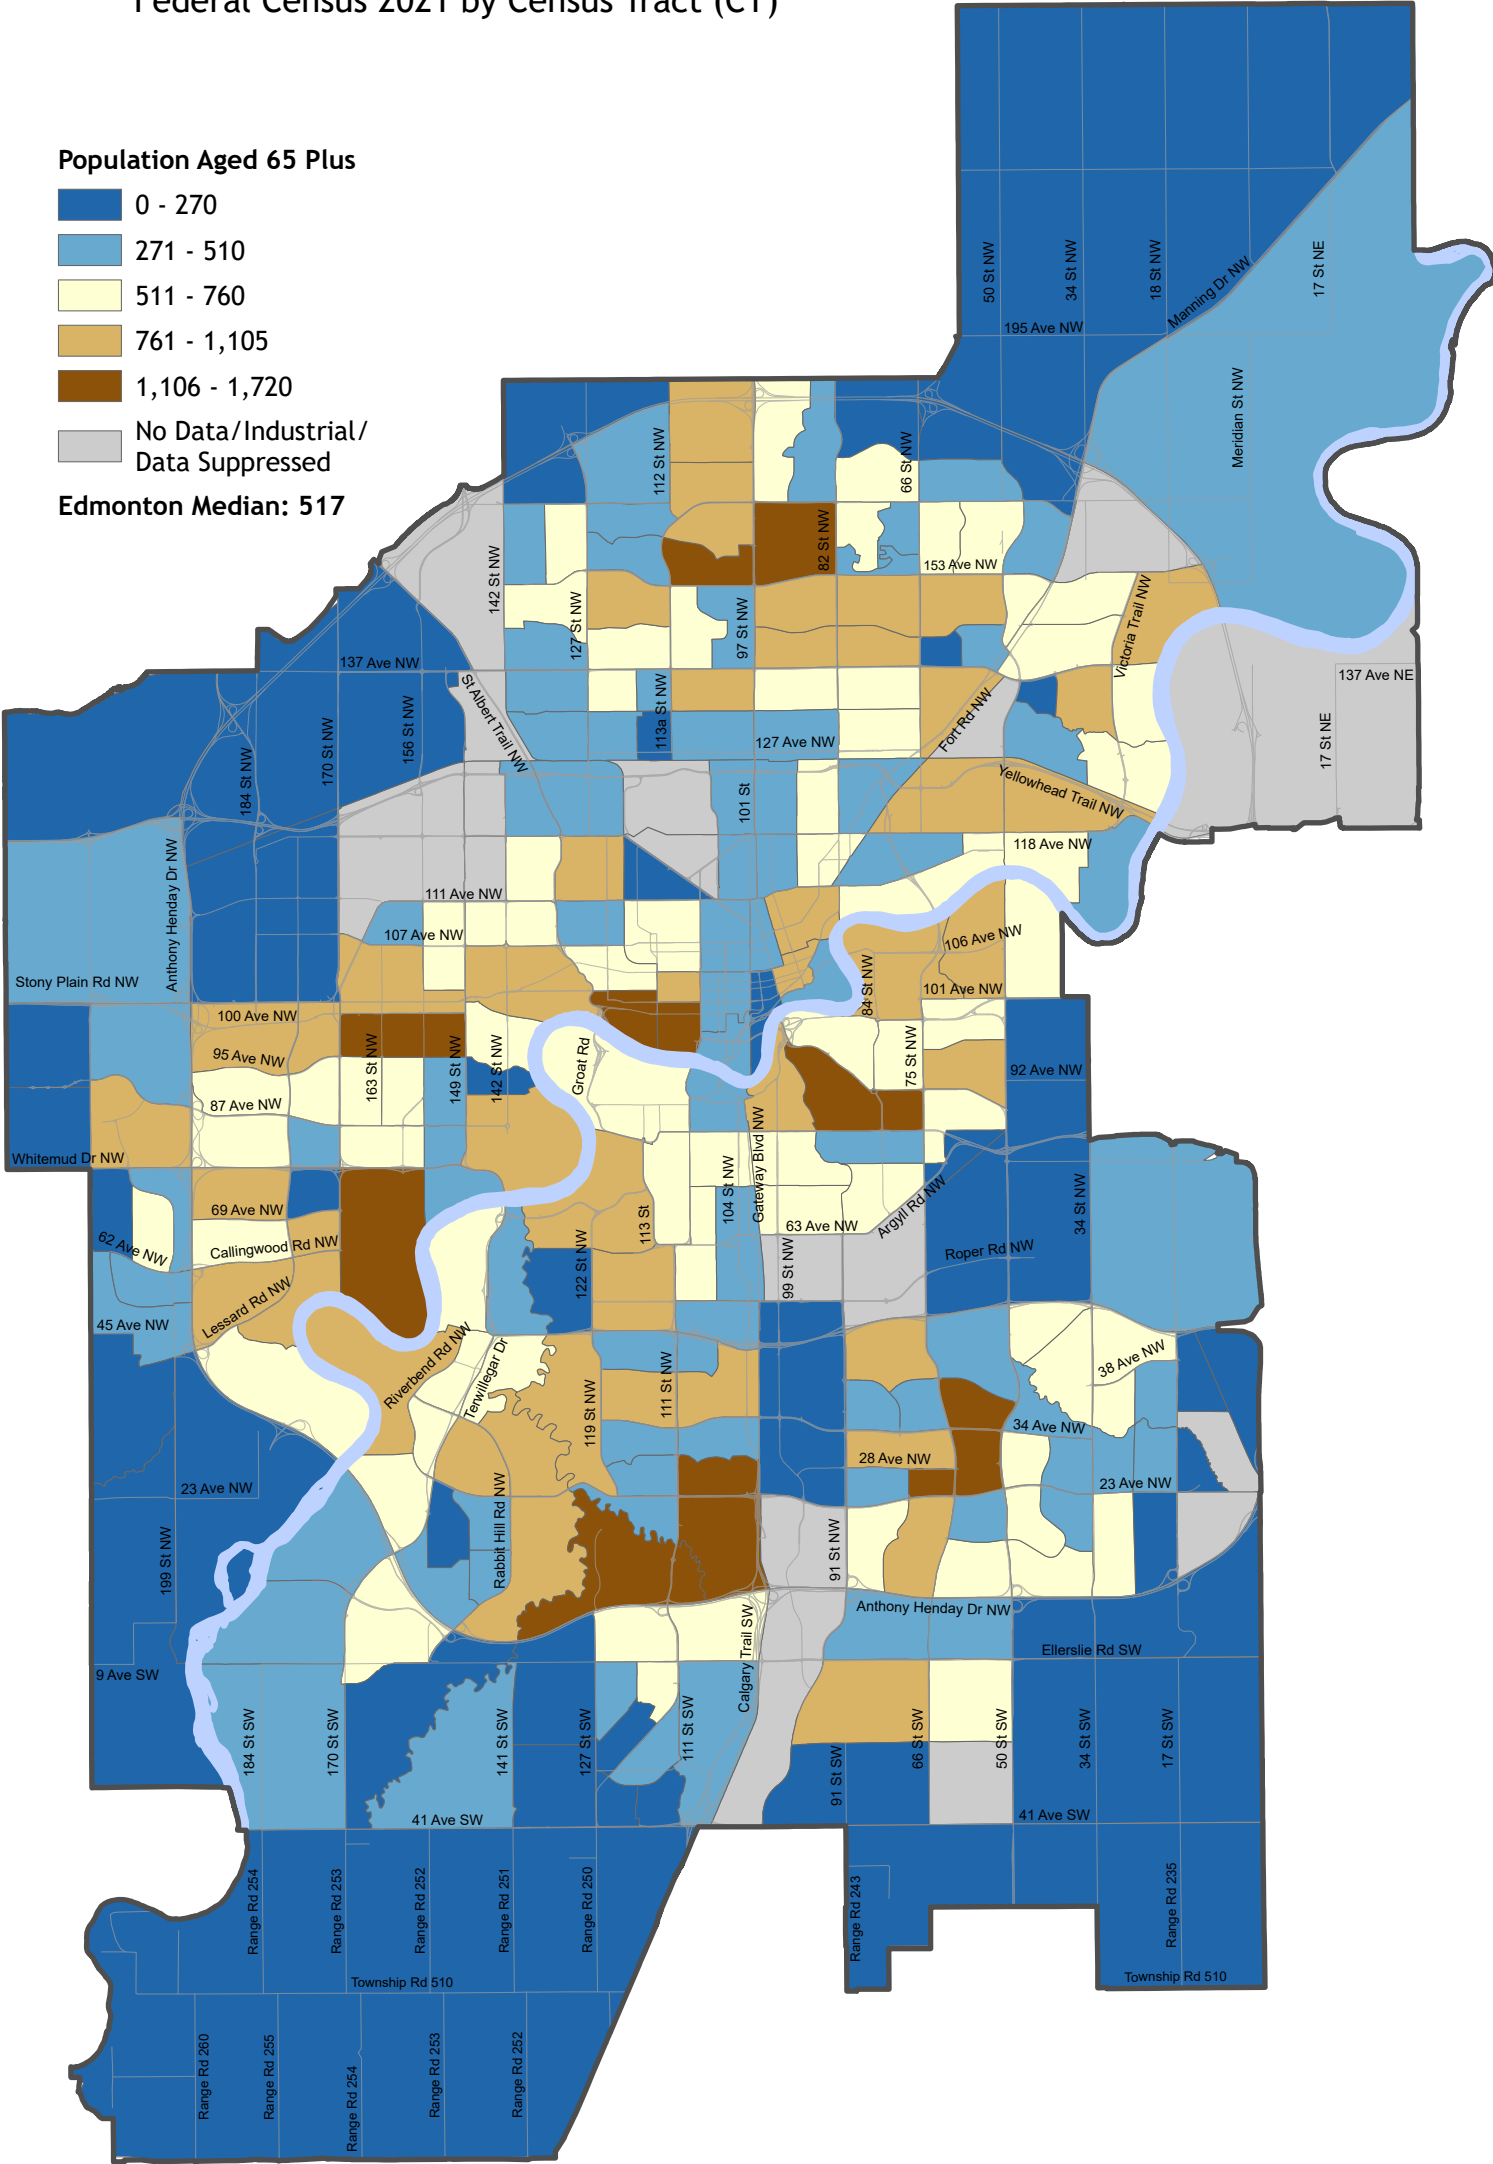 Federal Census 2021 by Census Tract (CT)
Population Aged 65 Plus
0 - 270
271 - 510
511 - 760
761 - 1,105
1,106 - 1,720
No Data/Industrial/
Data Suppressed
Edmonton Median: 517
50 St NW
34 St NW
18 St NW
Manning Dr NW
17 St NE
195 Ave NW
Meridian St NW
112 St NW
66 St NW
82 St NW
142 St NW
153 Ave NW
127 St NW
97 St NW
Victoria Trail NW
137 Ave NW
137 Ave NE
St Albert Trail NW
113a St NW
156 St NW
170 St NW
184 St NW
127 Ave NW
Fort Rd NW
17 St NE
Yellowhead Trail NW
101 St
118 Ave NW
Anthony Henday Dr NW
111 Ave NW
107 Ave NW
106 Ave NW
Stony Plain Rd NW
84 St NW
101 Ave NW
100 Ave NW
95 Ave NW
163 St NW
149 St NW
142 St NW
Groat Rd
75 St NW
92 Ave NW
87 Ave NW
Gateway Blvd NW
Whitemud Dr NW
104 St NW
69 Ave NW
113 St
63 Ave NW
Argyll Rd NW
34 St NW
62 Ave NW
Callingwood Rd NW
122 St NW
99 St NW
Roper Rd NW
Lessard Rd NW
45 Ave NW
Riverbend Rd NW
Terwillegar Dr
38 Ave NW
119 St NW
111 St NW
34 Ave NW
28 Ave NW
23 Ave NW
23 Ave NW
Rabbit Hill Rd NW
199 St NW
91 St NW
Anthony Henday Dr NW
Calgary Trail SW
Ellerslie Rd SW
9 Ave SW
184 St SW
170 St SW
141 St SW
127 St SW
111 St SW
66 St SW
50 St SW
34 St SW
17 St SW
91 St SW
41 Ave SW
41 Ave SW
Range Rd 254
Range Rd 253
Range Rd 252
Range Rd 251
Range Rd 250
Range Rd 243
Range Rd 235
Township Rd 510
Township Rd 510
Range Rd 260
Range Rd 255
Range Rd 254
Range Rd 253
Range Rd 252